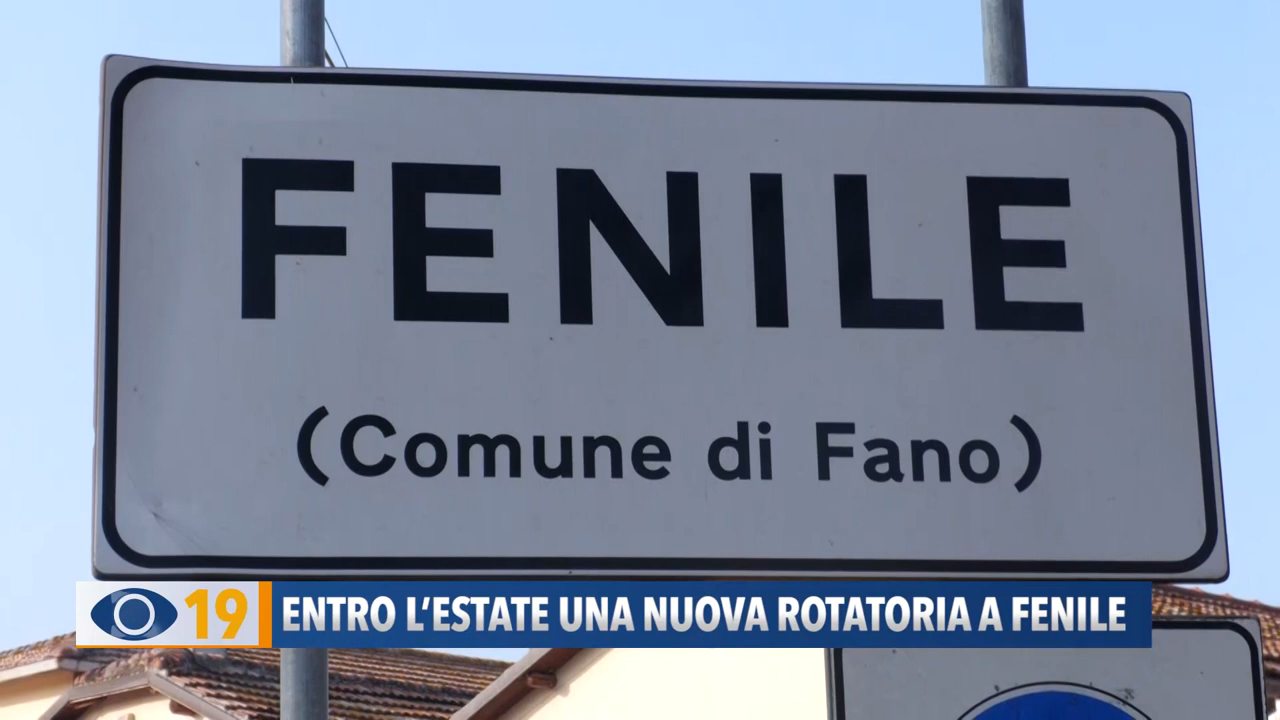 FENILE
(Comune di Fano)
19 ENTRO L'ESTATE UNA NUOVA ROTATORIA A FENILE